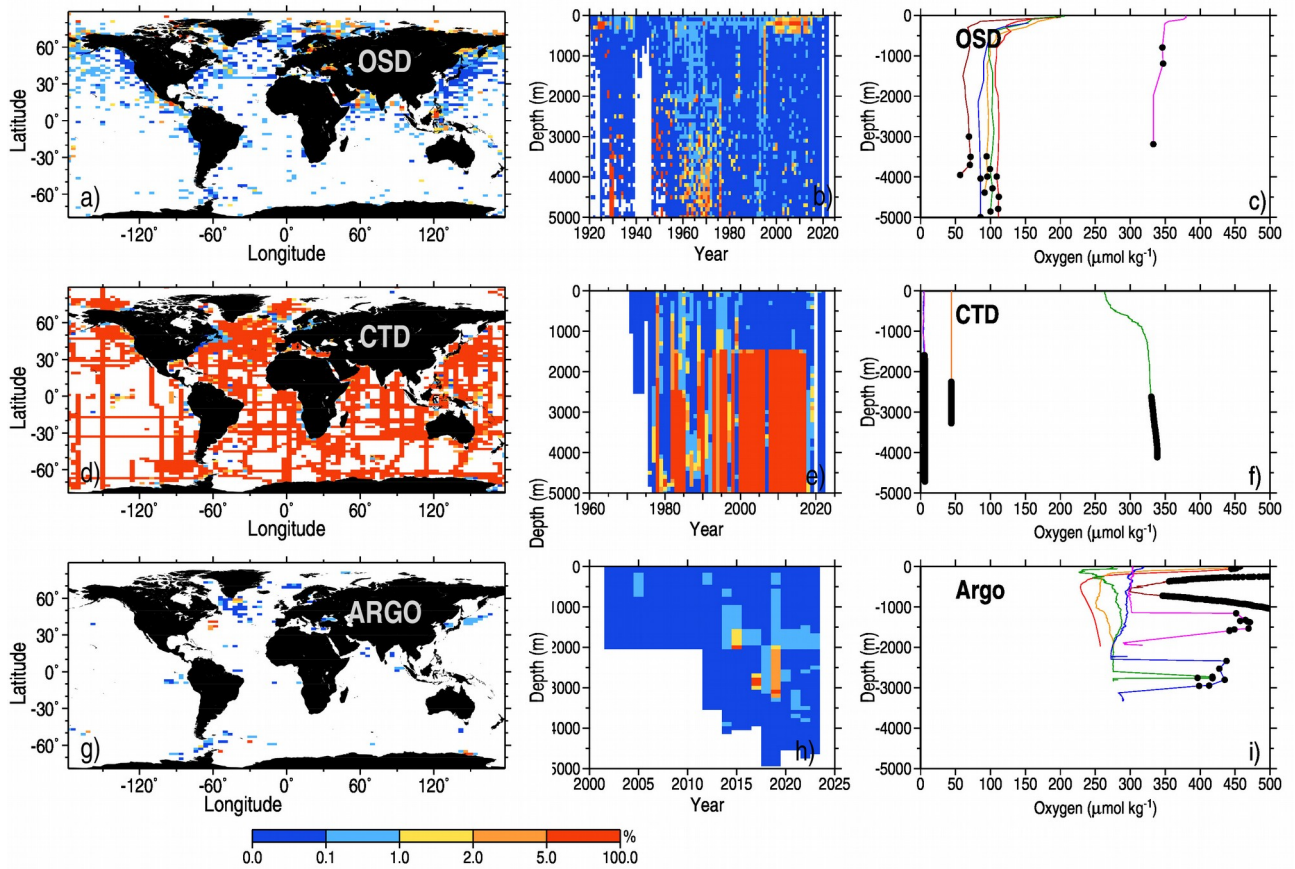 OSD
a)
60˚
30˚
0˚
-30˚
-60˚
Latitude
-120˚ -60˚ 0˚ 60˚ 120˚
Longitude
b)
0
1000
2000
3000
4000
5000
Depth (m)
1920 1940 1960 1980 2000 2020
Year
OSD
c)
0
-1000
-2000
-3000
-4000
-5000
Depth (m)
0 50 100 150 200 250 300 350 400 450 500
Oxygen (μmol kg-1)
CTD
d)
60˚
30˚
0˚
-30˚
-60˚
Latitude
-120˚ -60˚ 0˚ 60˚ 120˚
Longitude
e)
0
1000
2000
3000
4000
5000
Depth (m)
1960 1980 2000 2020
Year
CTD
f)
0
-1000
-2000
-3000
-4000
-5000
Depth (m)
0 50 100 150 200 250 300 350 400 450 500
Oxygen (μmol kg-1)
ARGO
g)
60˚
30˚
0˚
-30˚
-60˚
Latitude
-120˚ -60˚ 0˚ 60˚ 120˚
Longitude
h)
0
1000
2000
3000
4000
5000
Depth (m)
2000 2005 2010 2015 2020 2025
Year
Argo
i)
0
-1000
-2000
-3000
-4000
-5000
Depth (m)
0 50 100 150 200 250 300 350 400 450 500
Oxygen (μmol kg-1)
%
0.0 0.1 1.0 2.0 5.0 100.0